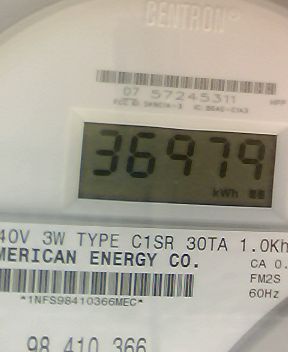 CENTRON
07 57245311
36979
kWh
40V 3W TYPE C1SR 30TA 1.0Kh
MERICAN ENERGY CO.
CA 0.
FM2S
60Hz
*1NFS98410366MEC*
98 410 366